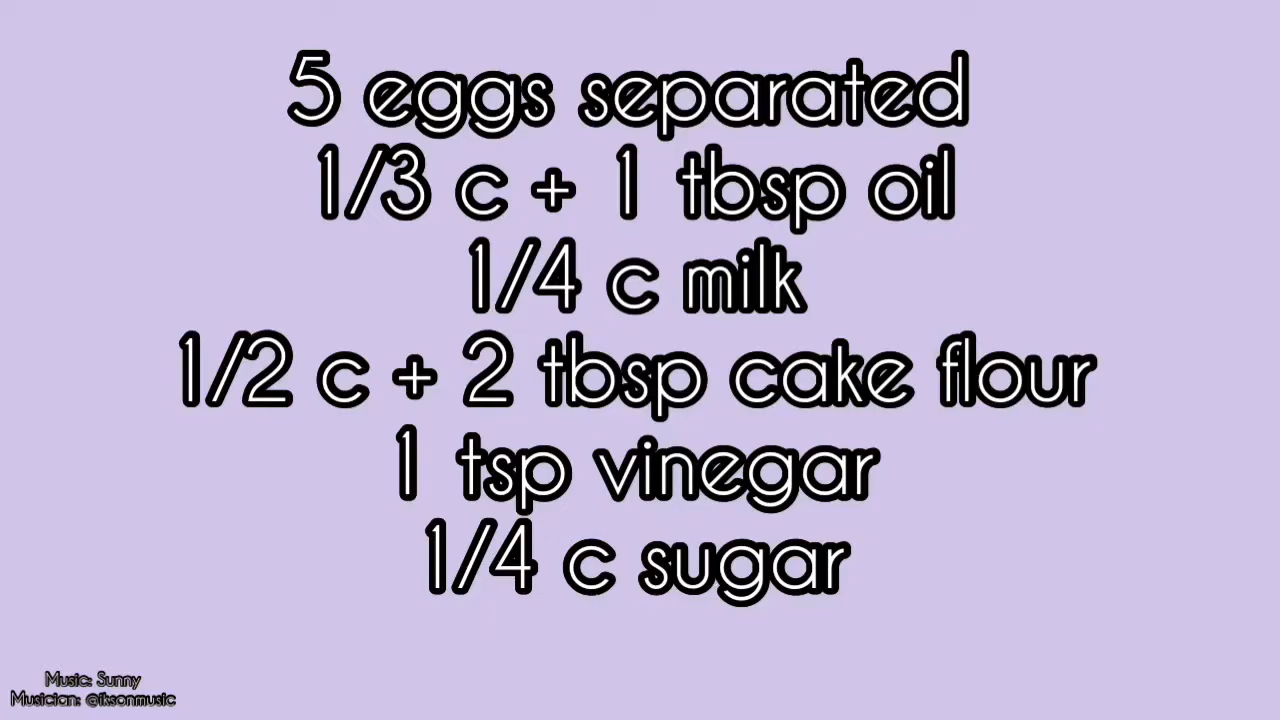 5 eggs separated
1/3 c + 1 tbsp oil
1/4 c milk
1/2 c + 2 tbsp cake flour
1 tsp vinegar
1/4 c sugar
Music: Sunny
Musician: @iksonmusic